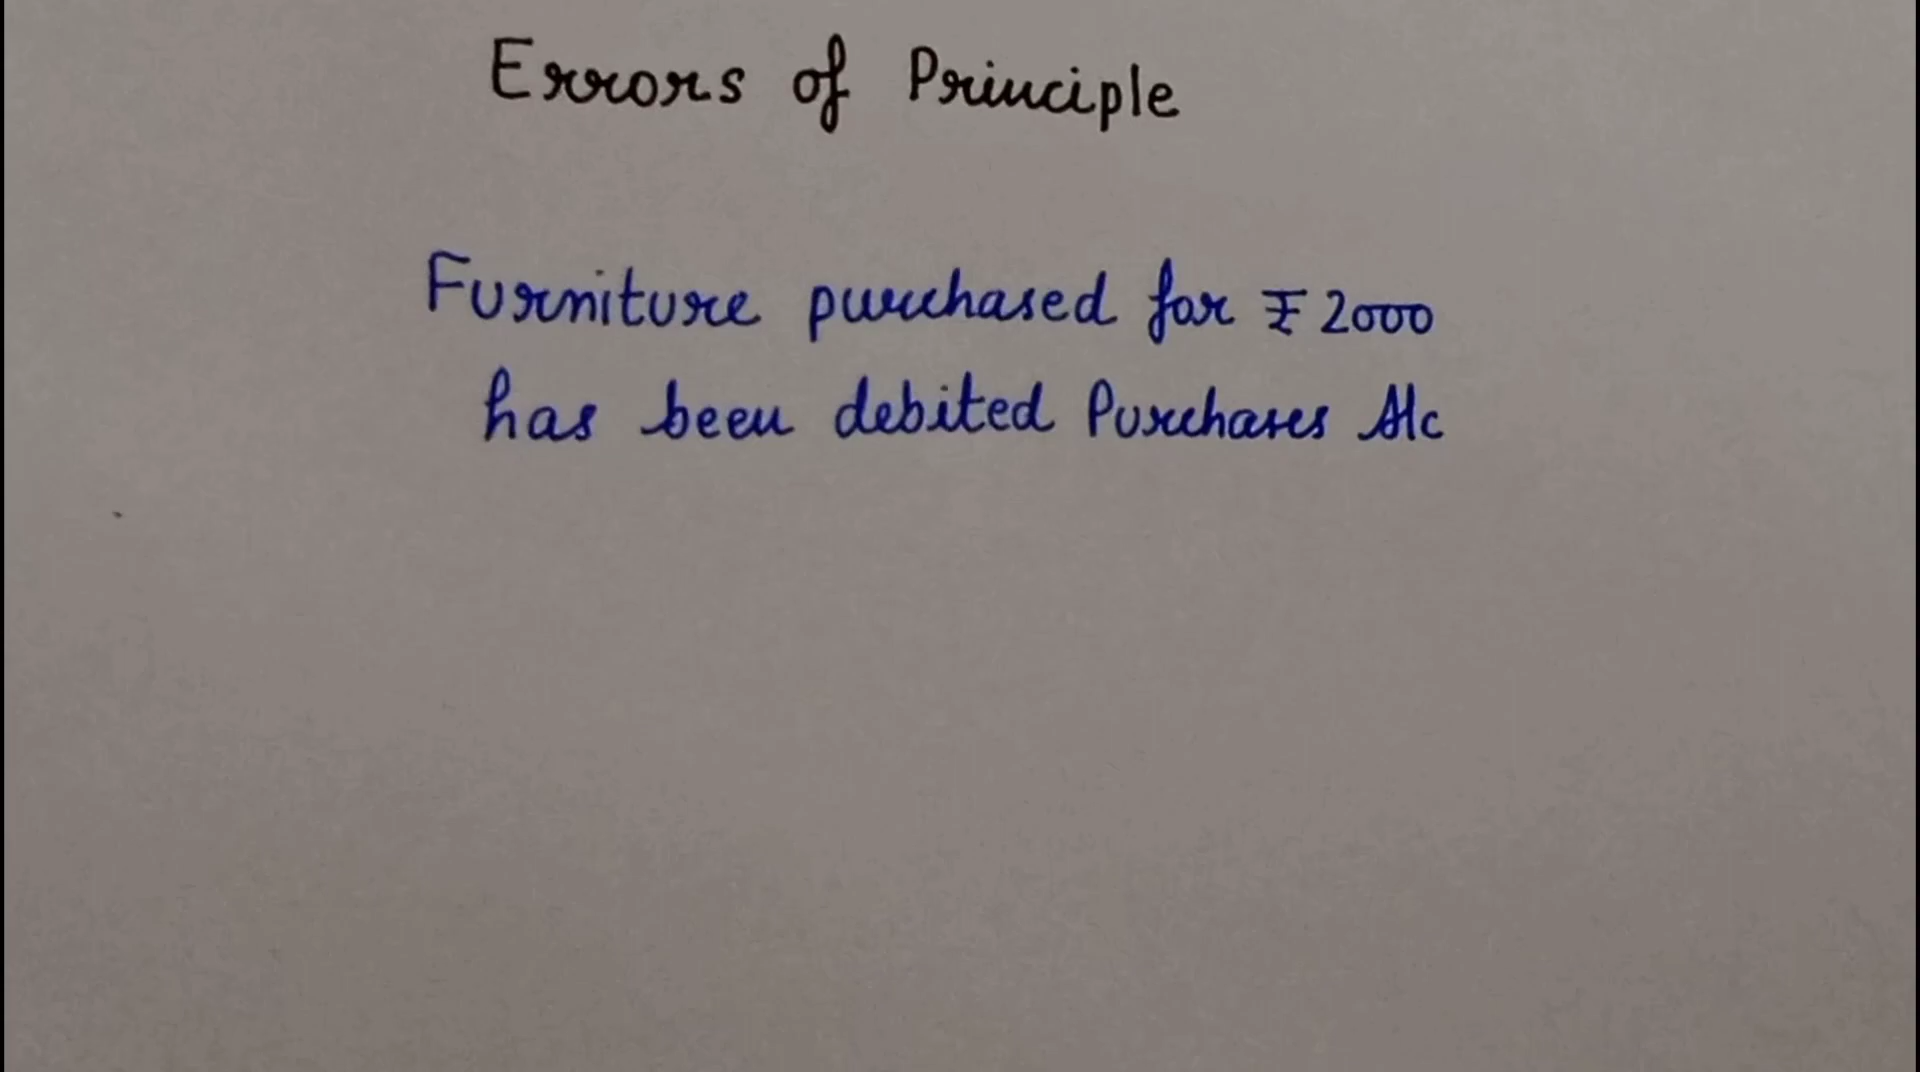 Errors of Principle
Furniture purchased for ₹ 2000
has been debited Purchases A/c